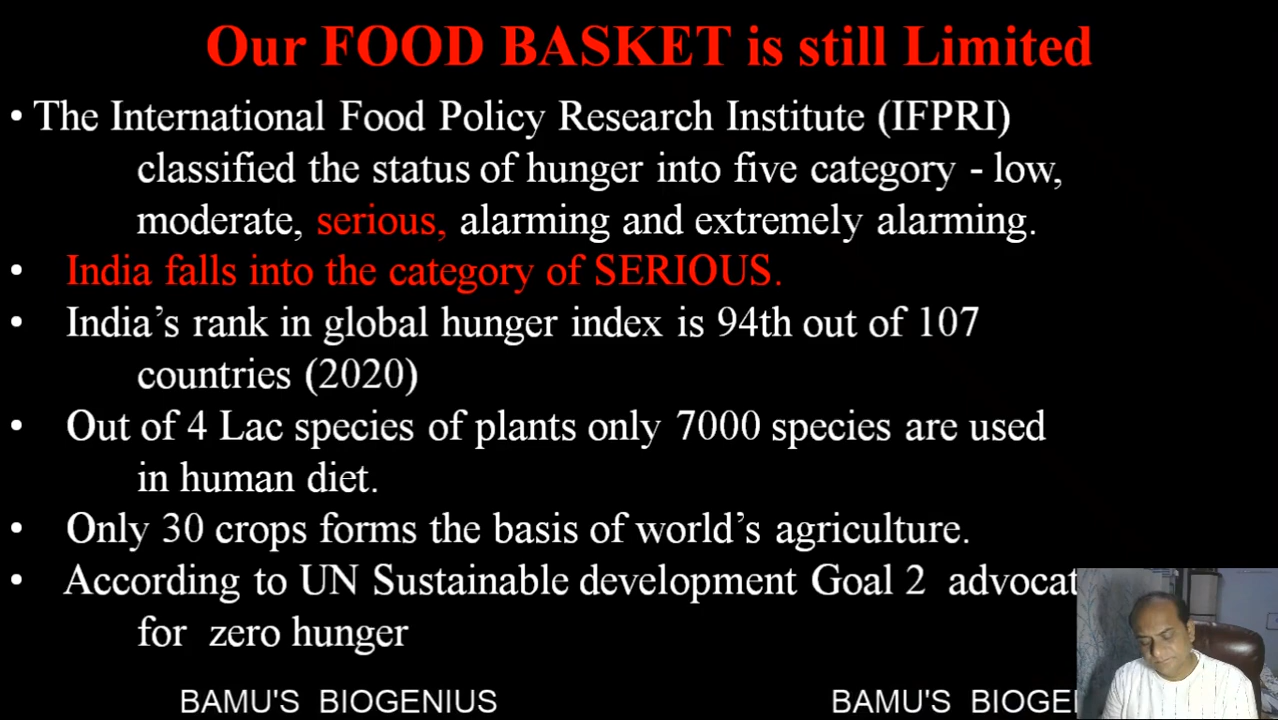 Our FOOD BASKET is still Limited
• The International Food Policy Research Institute (IFPRI)
classified the status of hunger into five category - low,
moderate, serious, alarming and extremely alarming.
• India falls into the category of SERIOUS.
• India’s rank in global hunger index is 94th out of 107
countries (2020)
• Out of 4 Lac species of plants only 7000 species are used
in human diet.
• Only 30 crops forms the basis of world’s agriculture.
• According to UN Sustainable development Goal 2 advocat
for zero hunger
BAMU'S BIOGENIUS BAMU'S BIOGE